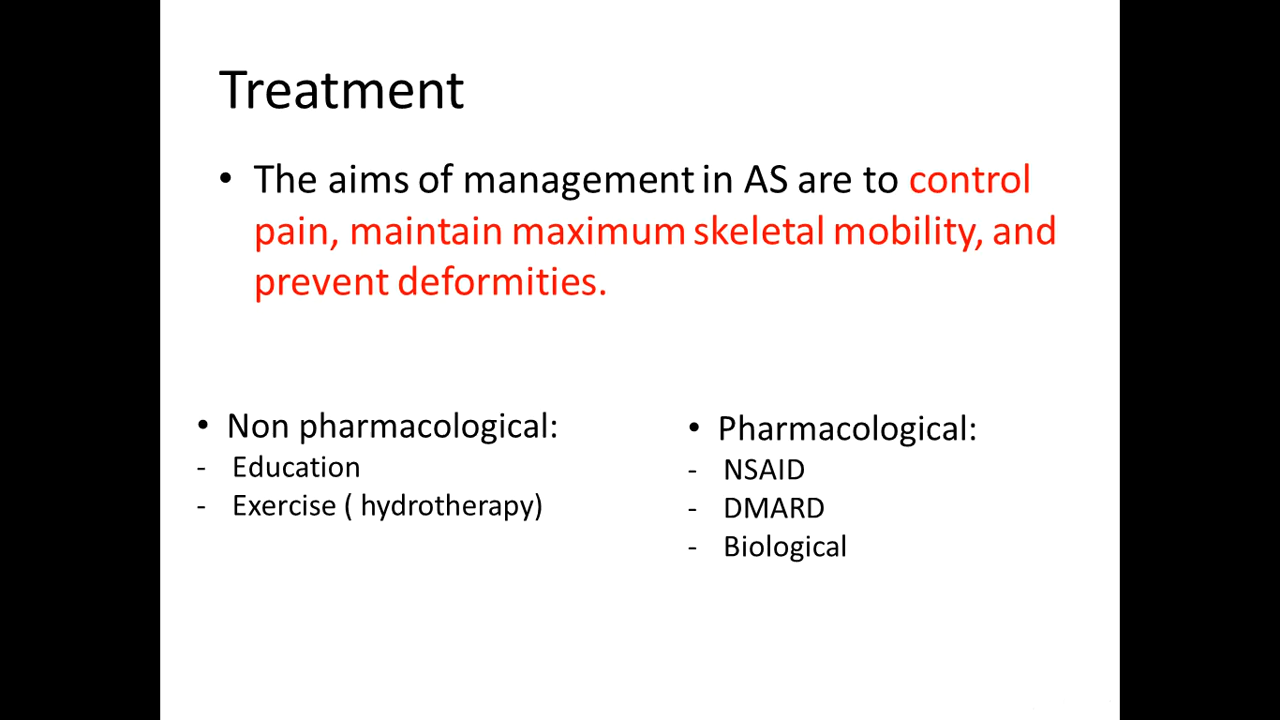 Treatment
• The aims of management in AS are to control
pain, maintain maximum skeletal mobility, and
prevent deformities.
• Non pharmacological:
- Education
- Exercise ( hydrotherapy)
• Pharmacological:
- NSAID
- DMARD
- Biological